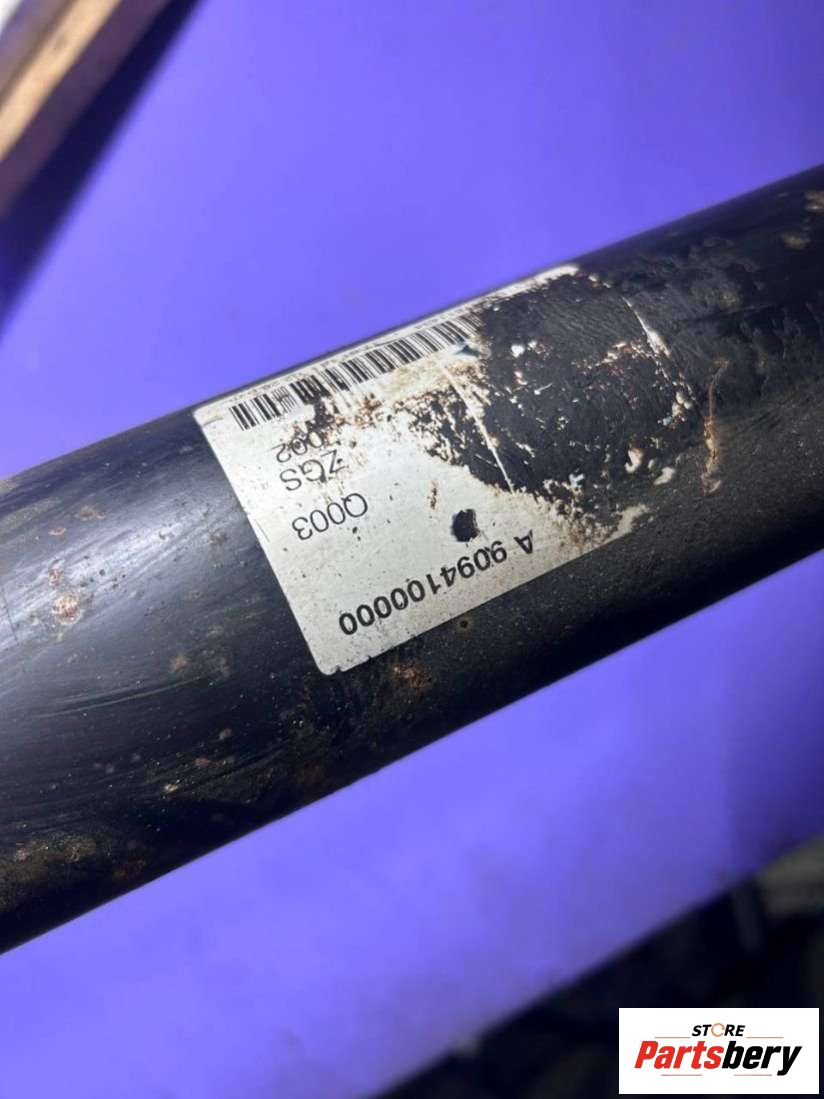 A 9094100000
Q003
ZGS
002
STORE
Partsbery